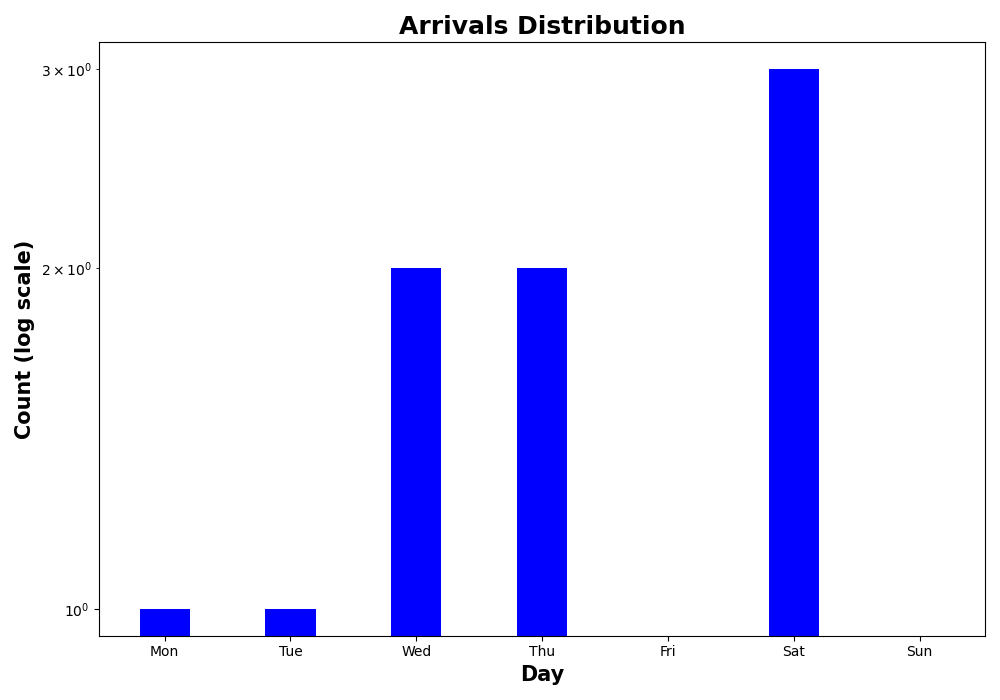 Arrivals Distribution
Count (log scale)
3 × 10⁰
2 × 10⁰
10⁰
Mon Tue Wed Thu Fri Sat Sun
Day